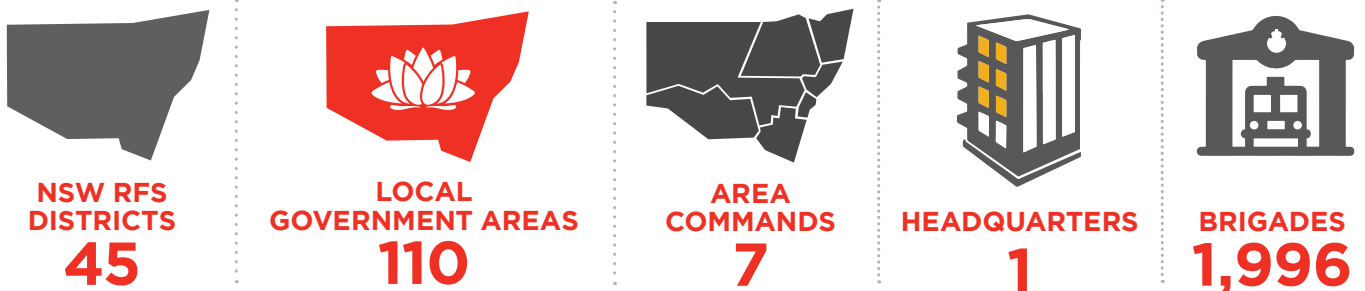 NSW RFS
DISTRICTS
45
LOCAL
GOVERNMENT AREAS
110
AREA
COMMANDS
7
HEADQUARTERS
1
BRIGADES
1,996